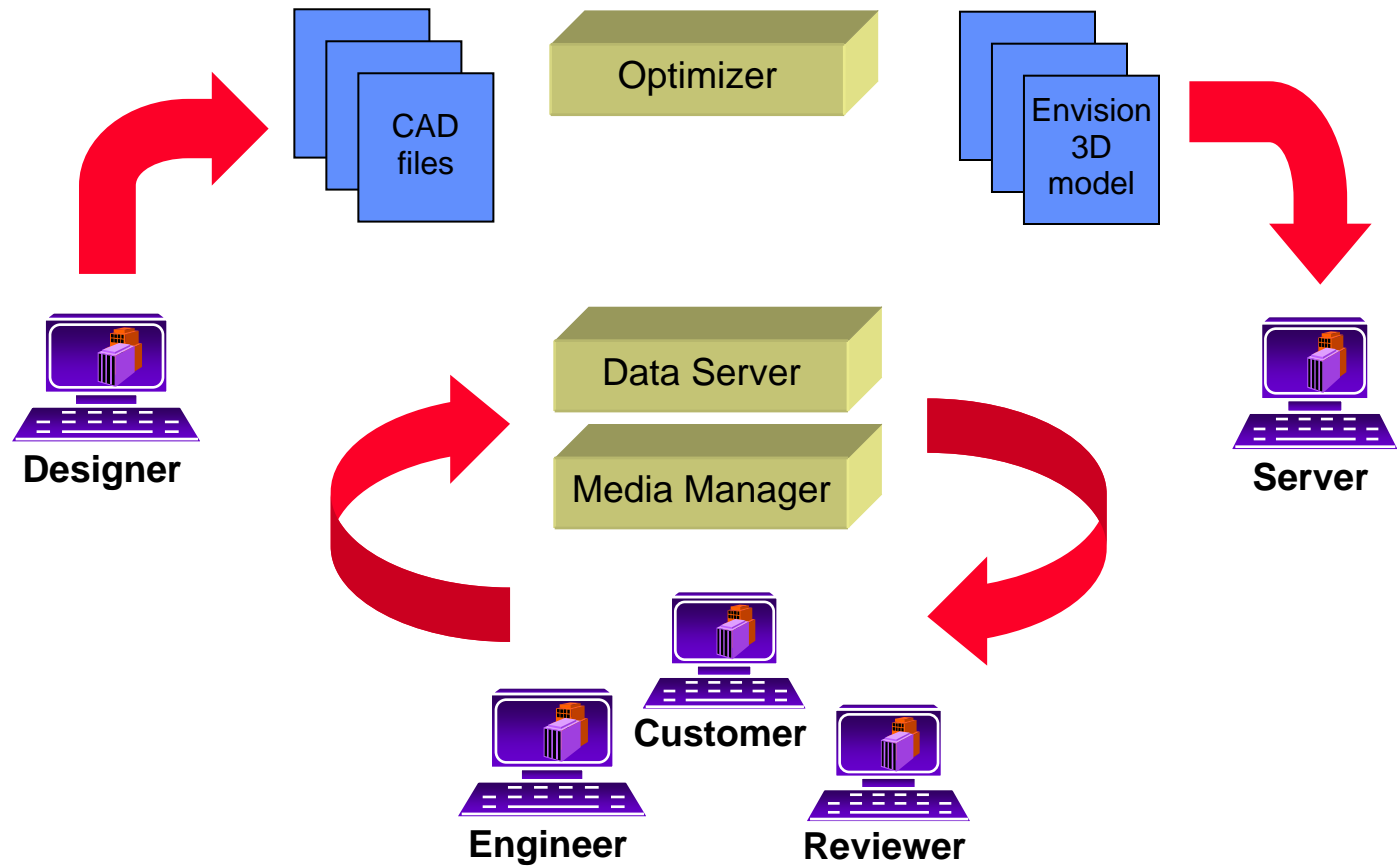 CAD
files
Optimizer
Envision
3D
model
Data Server
Media Manager
Designer
Server
Customer
Engineer
Reviewer